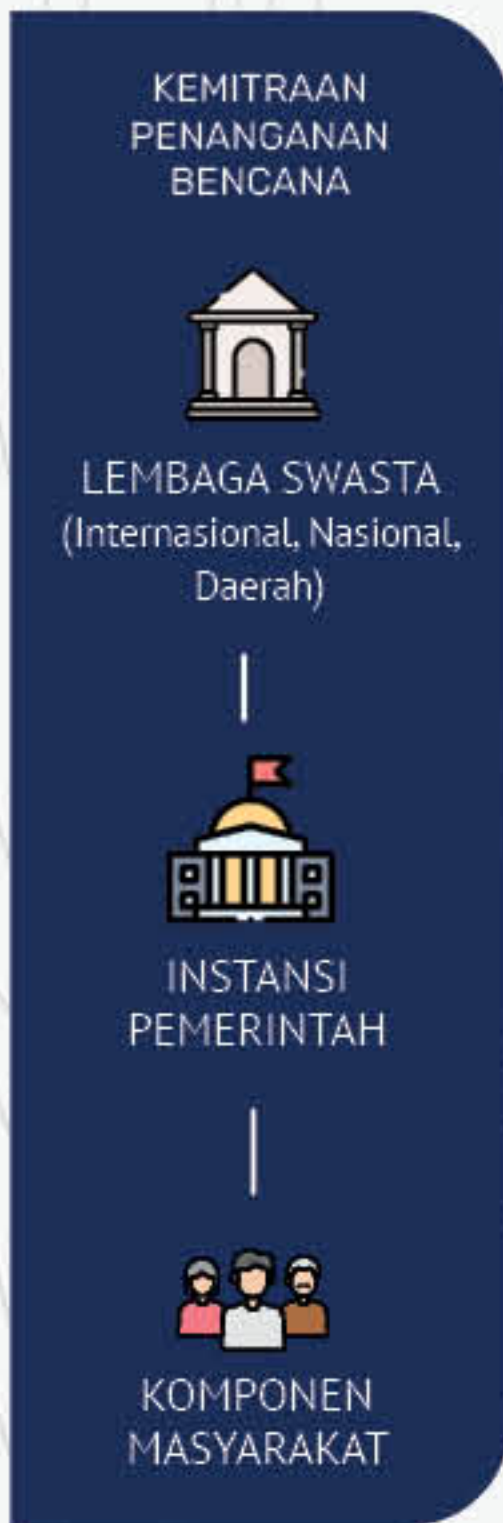 KEMITRAAN
PENANGANAN
BENCANA
LEMBAGA SWASTA
(Internasional, Nasional,
Daerah)
INSTANSI
PEMERINTAH
KOMPONEN
MASYARAKAT